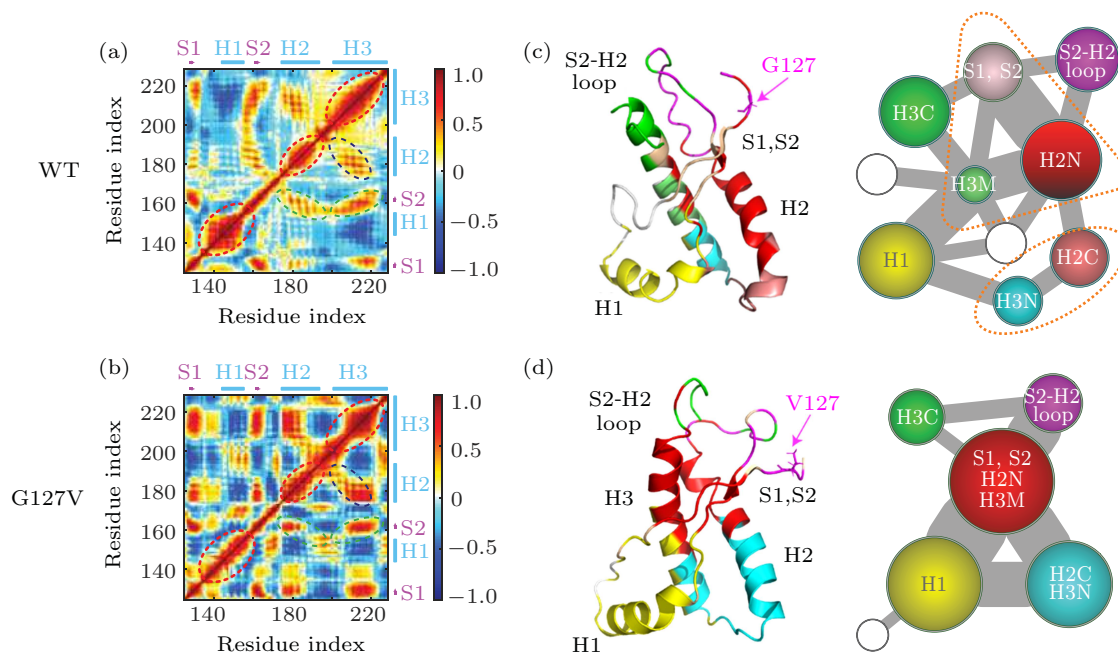 (a)
S1 H1 S2 H2 H3
WT
Residue index
220
200
180
160
140
140 180 220
Residue index
1.0
0.5
0
−0.5
−1.0
H3
H2
S2
H1
S1
(c)
S2-H2
loop
G127
S1,S2
H2
H1
S1, S2
S2-H2
loop
H3C
H2N
H3M
H1
H2C
H3N
(b)
S1 H1 S2 H2 H3
G127V
Residue index
220
200
180
160
140
140 180 220
Residue index
1.0
0.5
0
−0.5
−1.0
H3
H2
S2
H1
S1
(d)
S2-H2
loop
V127
S1,S2
H3
H2
H1
S2-H2
loop
H3C
S1, S2
H2N
H3M
H1
H2C
H3N